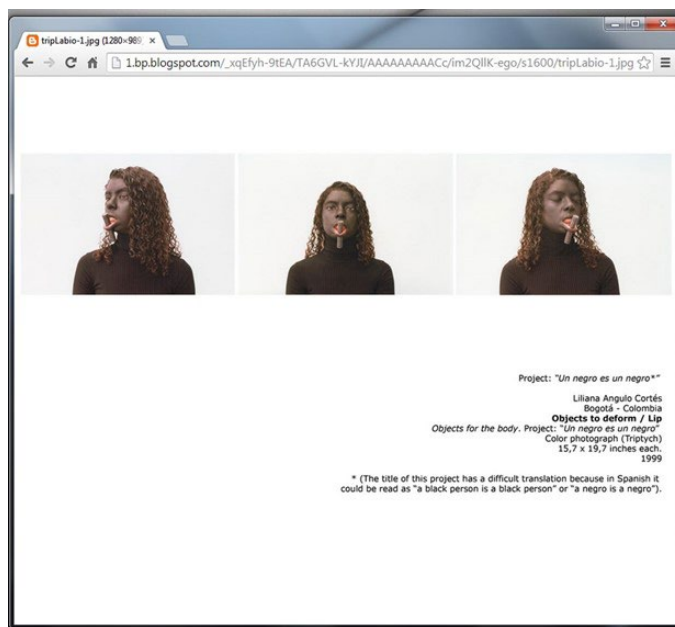 tripLabio-1.jpg (1280×989)
1.bp.blogspot.com/_xqEfyh-9tEA/TA6GVL-kYJI/AAAAAAAAACc/im2QllK-ego/s1600/tripLabio-1.jpg
Project: "Un negro es un negro*"
Liliana Angulo Cortés
Bogotá - Colombia
Objects to deform / Lip
Objects for the body. Project: "Un negro es un negro"
Color photograph (Triptych)
15,7 x 19,7 inches each.
1999
* (The title of this project has a difficult translation because in Spanish it
could be read as "a black person is a black person" or "a negro is a negro").